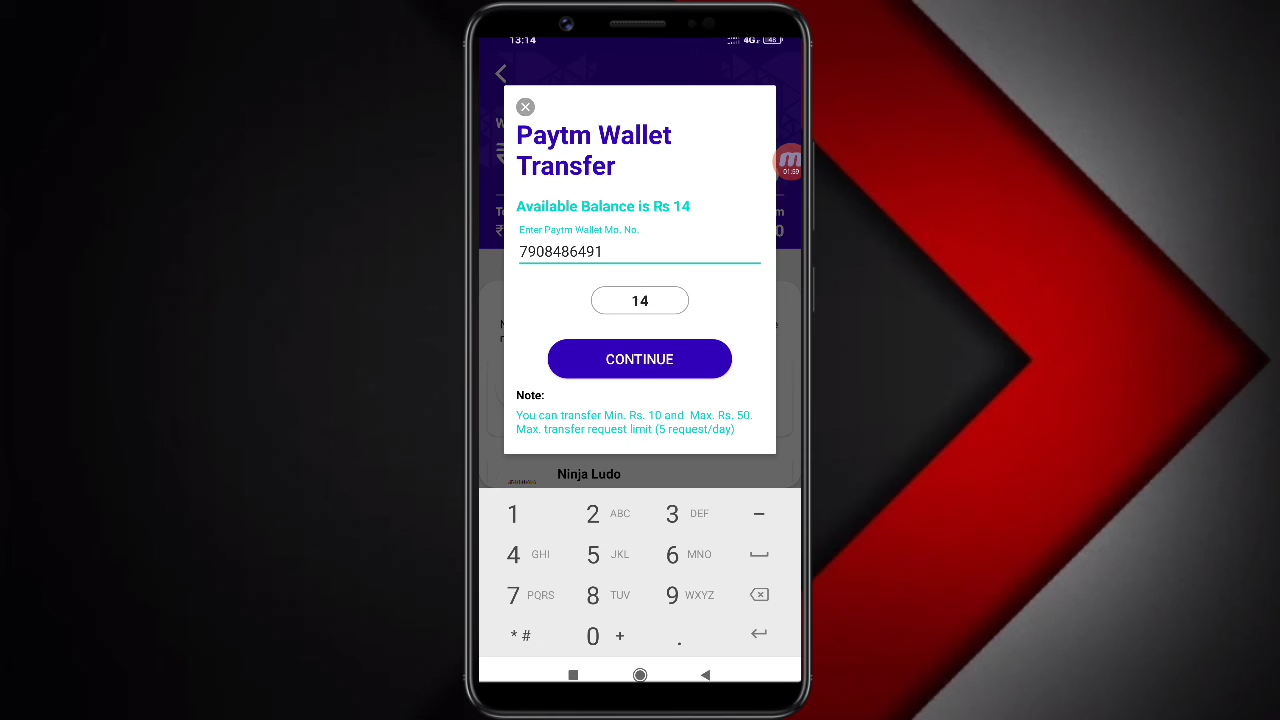 13:14
4G
48
Paytm Wallet
Transfer
01:59
Available Balance is Rs 14
Enter Paytm Wallet Mo. No.
7908486491
14
CONTINUE
Note:
You can transfer Min. Rs. 10 and Max. Rs. 50.
Max. transfer request limit (5 request/day)
Ninja Ludo
1 2 ABC 3 DEF –
4 GHI 5 JKL 6 MNO
7 PQRS 8 TUV 9 WXYZ
* # 0 + .